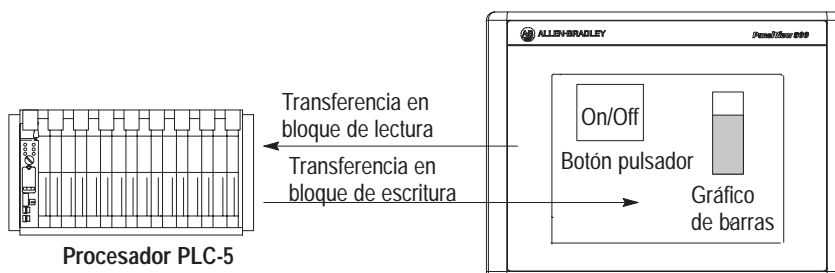 ALLEN-BRADLEY
PanelView 900
Transferencia en
bloque de lectura
Transferencia en
bloque de escritura
On/Off
Botón pulsador
Gráfico
de barras
Procesador PLC-5